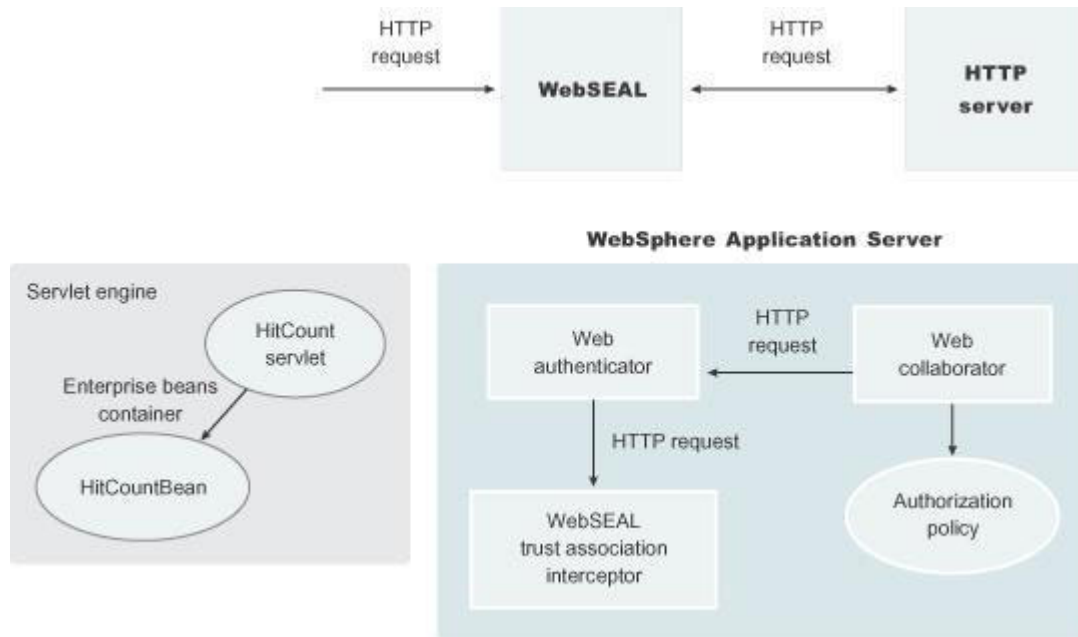 HTTP
request
WebSEAL
HTTP
request
HTTP
server
WebSphere Application Server
Servlet engine
HitCount
servlet
Enterprise beans
container
HitCountBean
Web
authenticator
HTTP
request
Web
collaborator
HTTP request
WebSEAL
trust association
interceptor
Authorization
policy